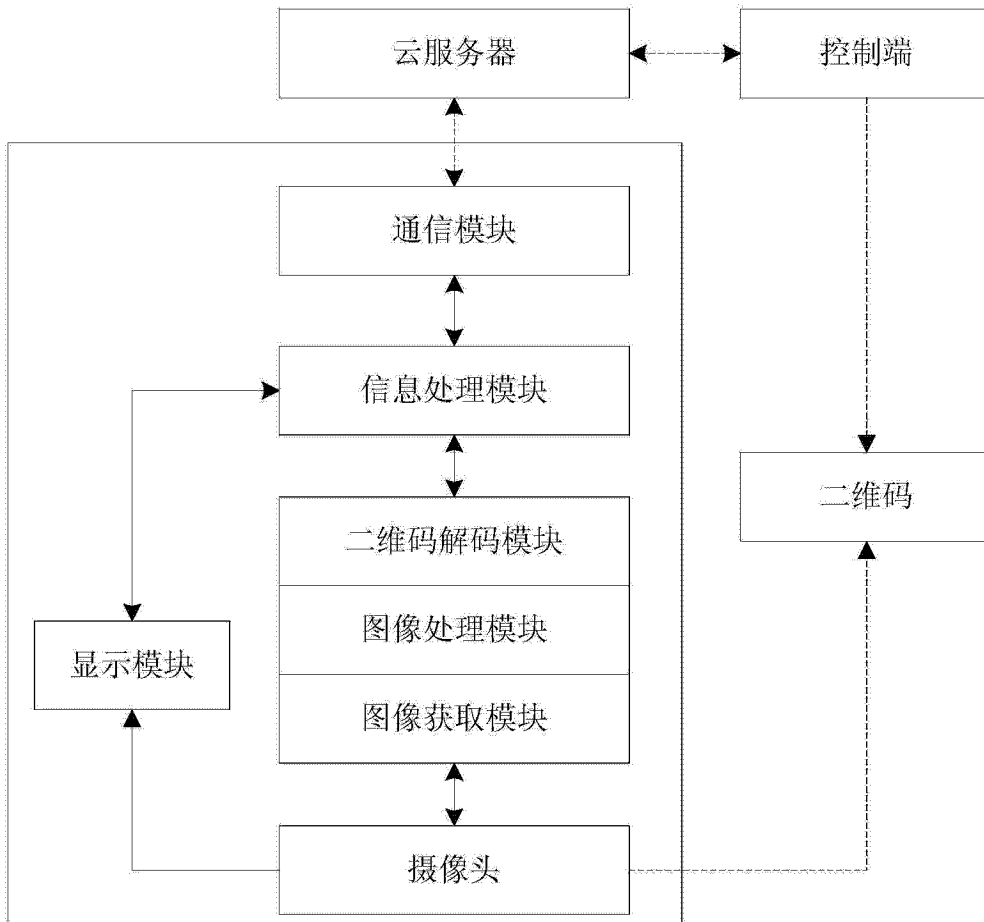 云服务器
控制端
通信模块
信息处理模块
二维码
二维码解码模块
图像处理模块
显示模块
图像获取模块
摄像头